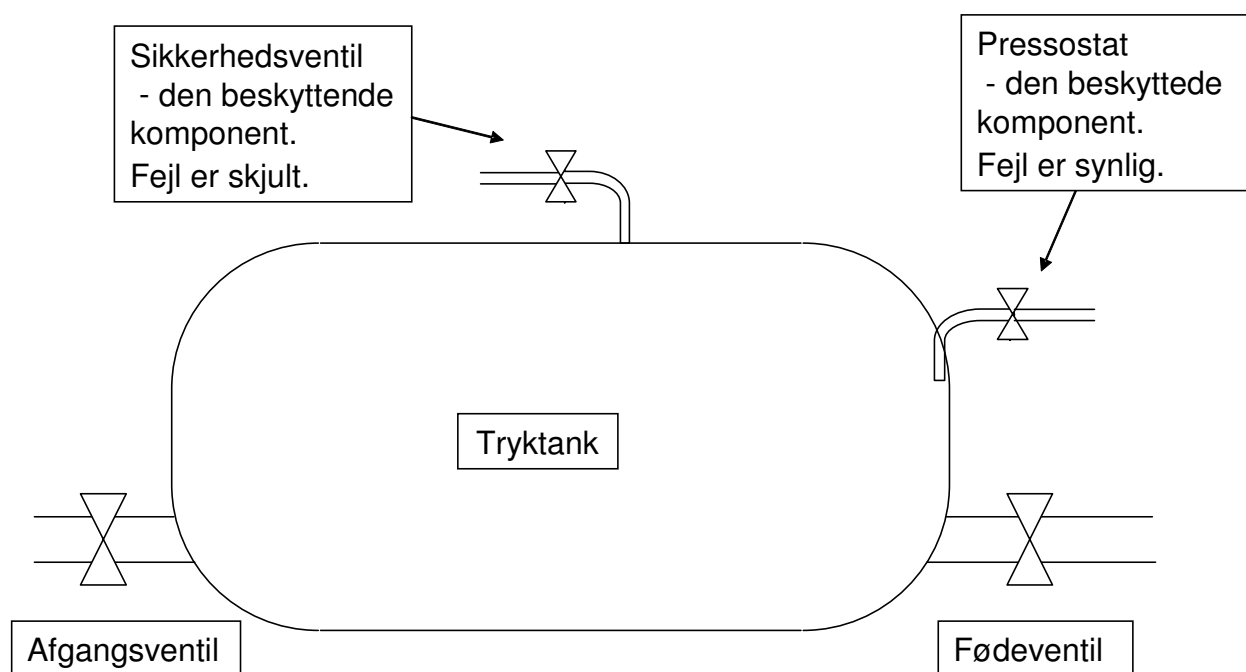 Sikkerhedsventil
- den beskyttende
komponent.
Fejl er skjult.
Pressostat
- den beskyttede
komponent.
Fejl er synlig.
Tryktank
Afgangsventil
Fødeventil